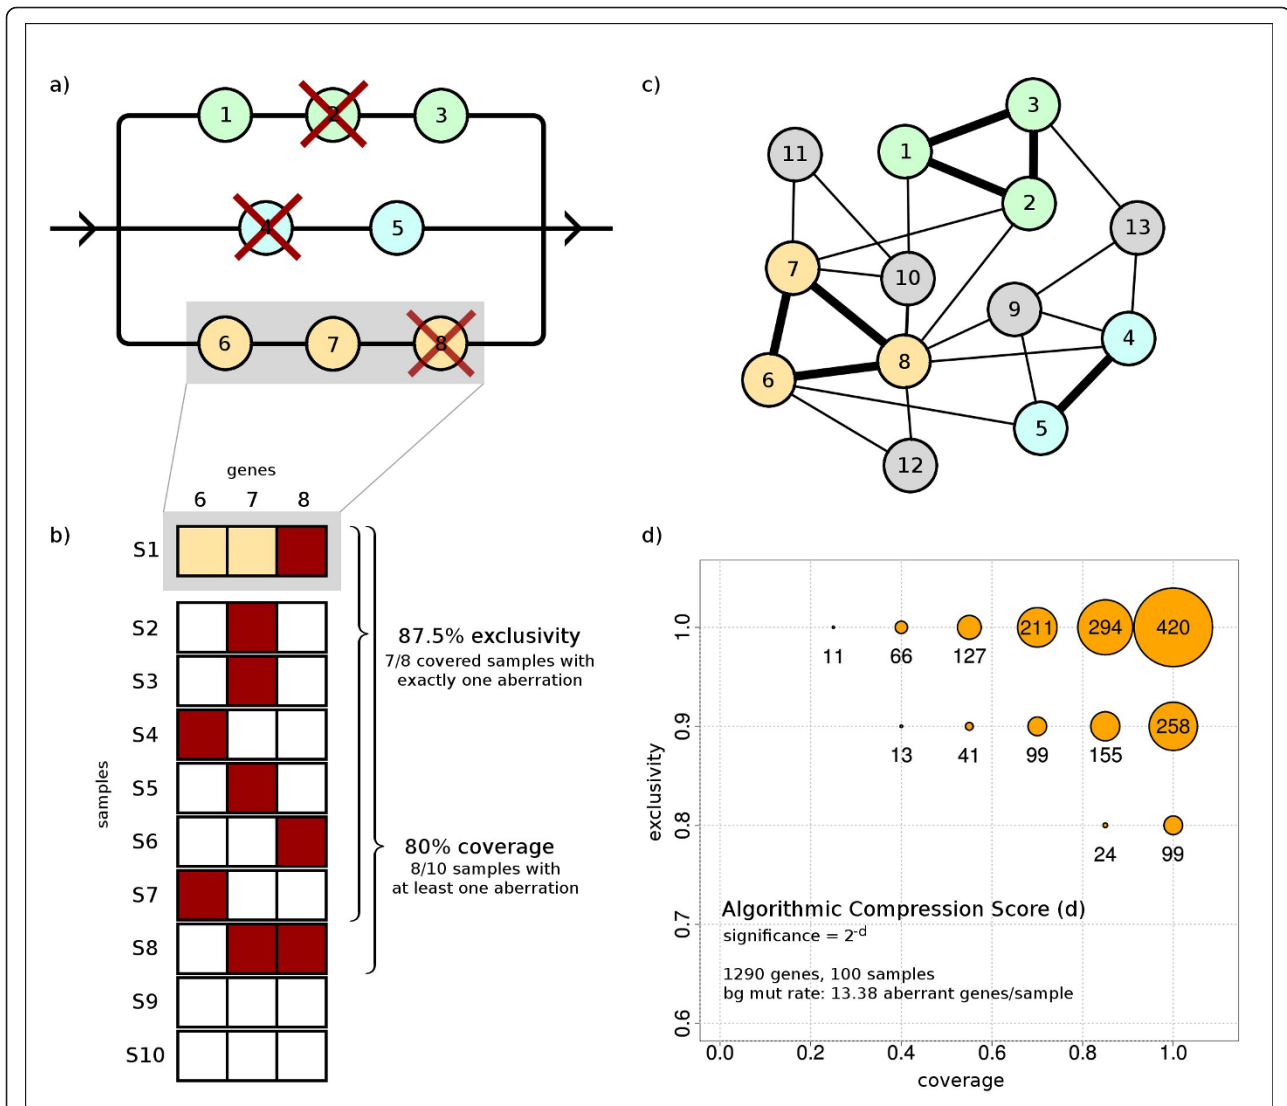 a)
1 2 3
4 5
6 7 8
genes
6 7 8
b)
samples
S1
S2
S3
S4
S5
S6
S7
S8
S9
S10
87.5% exclusivity
7/8 covered samples with
exactly one aberration
80% coverage
8/10 samples with
at least one aberration
c)
3
1
11
2
13
7
10
9
4
8
6
5
12
d)
exclusivity
1.0
0.9
0.8
0.7
0.6
211 294 420
11 66 127
258
13 41 99 155
24 99
Algorithmic Compression Score (d)
significance = 2^-d
1290 genes, 100 samples
bg mut rate: 13.38 aberrant genes/sample
0.0 0.2 0.4 0.6 0.8 1.0
coverage